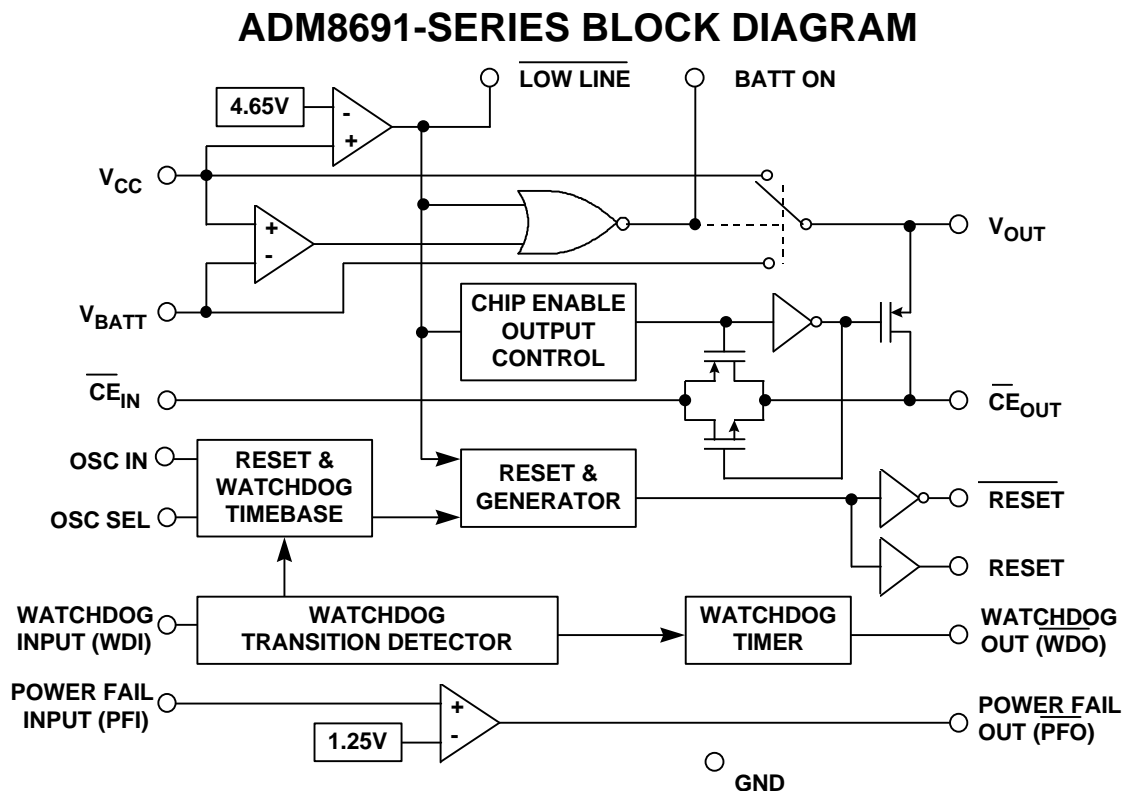 ADM8691-SERIES BLOCK DIAGRAM
LOW LINE
BATT ON
4.65V
-
+
VCC
+
-
VOUT
VBATT
CHIP ENABLE
OUTPUT
CONTROL
CEIN
CEOUT
OSC IN
OSC SEL
RESET &
WATCHDOG
TIMEBASE
RESET &
GENERATOR
RESET
RESET
WATCHDOG
INPUT (WDI)
WATCHDOG
TRANSITION DETECTOR
WATCHDOG
TIMER
WATCHDOG
OUT (WDO)
POWER FAIL
INPUT (PFI)
1.25V
+
-
POWER FAIL
OUT (PFO)
GND